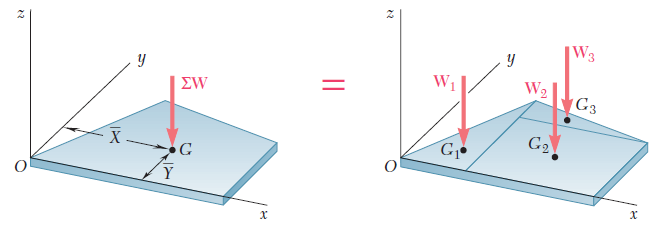 z
y
ΣW
X̄
G
Ȳ
O
x
=
z
y
W₃
W₁
W₂
G₃
G₁
G₂
O
x